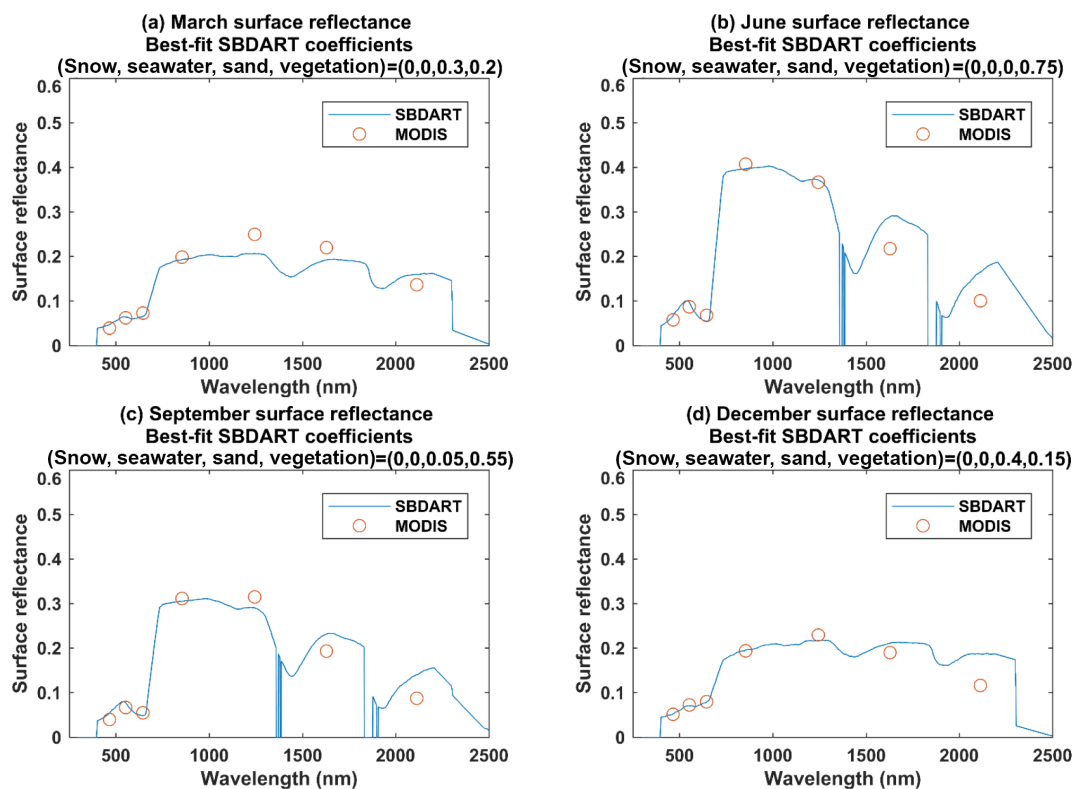 (a) March surface reflectance
Best-fit SBDART coefficients
(Snow, seawater, sand, vegetation)=(0,0,0.3,0.2)
0.6
0.5
0.4
0.3
0.2
0.1
0
Surface reflectance
SBDART
MODIS
500
1000
1500
2000
2500
Wavelength (nm)
(b) June surface reflectance
Best-fit SBDART coefficients
(Snow, seawater, sand, vegetation)=(0,0,0,0.75)
0.6
0.5
0.4
0.3
0.2
0.1
0
Surface reflectance
SBDART
MODIS
500
1000
1500
2000
2500
Wavelength (nm)
(c) September surface reflectance
Best-fit SBDART coefficients
(Snow, seawater, sand, vegetation)=(0,0,0.05,0.55)
0.6
0.5
0.4
0.3
0.2
0.1
0
Surface reflectance
SBDART
MODIS
500
1000
1500
2000
2500
Wavelength (nm)
(d) December surface reflectance
Best-fit SBDART coefficients
(Snow, seawater, sand, vegetation)=(0,0,0.4,0.15)
0.6
0.5
0.4
0.3
0.2
0.1
0
Surface reflectance
SBDART
MODIS
500
1000
1500
2000
2500
Wavelength (nm)